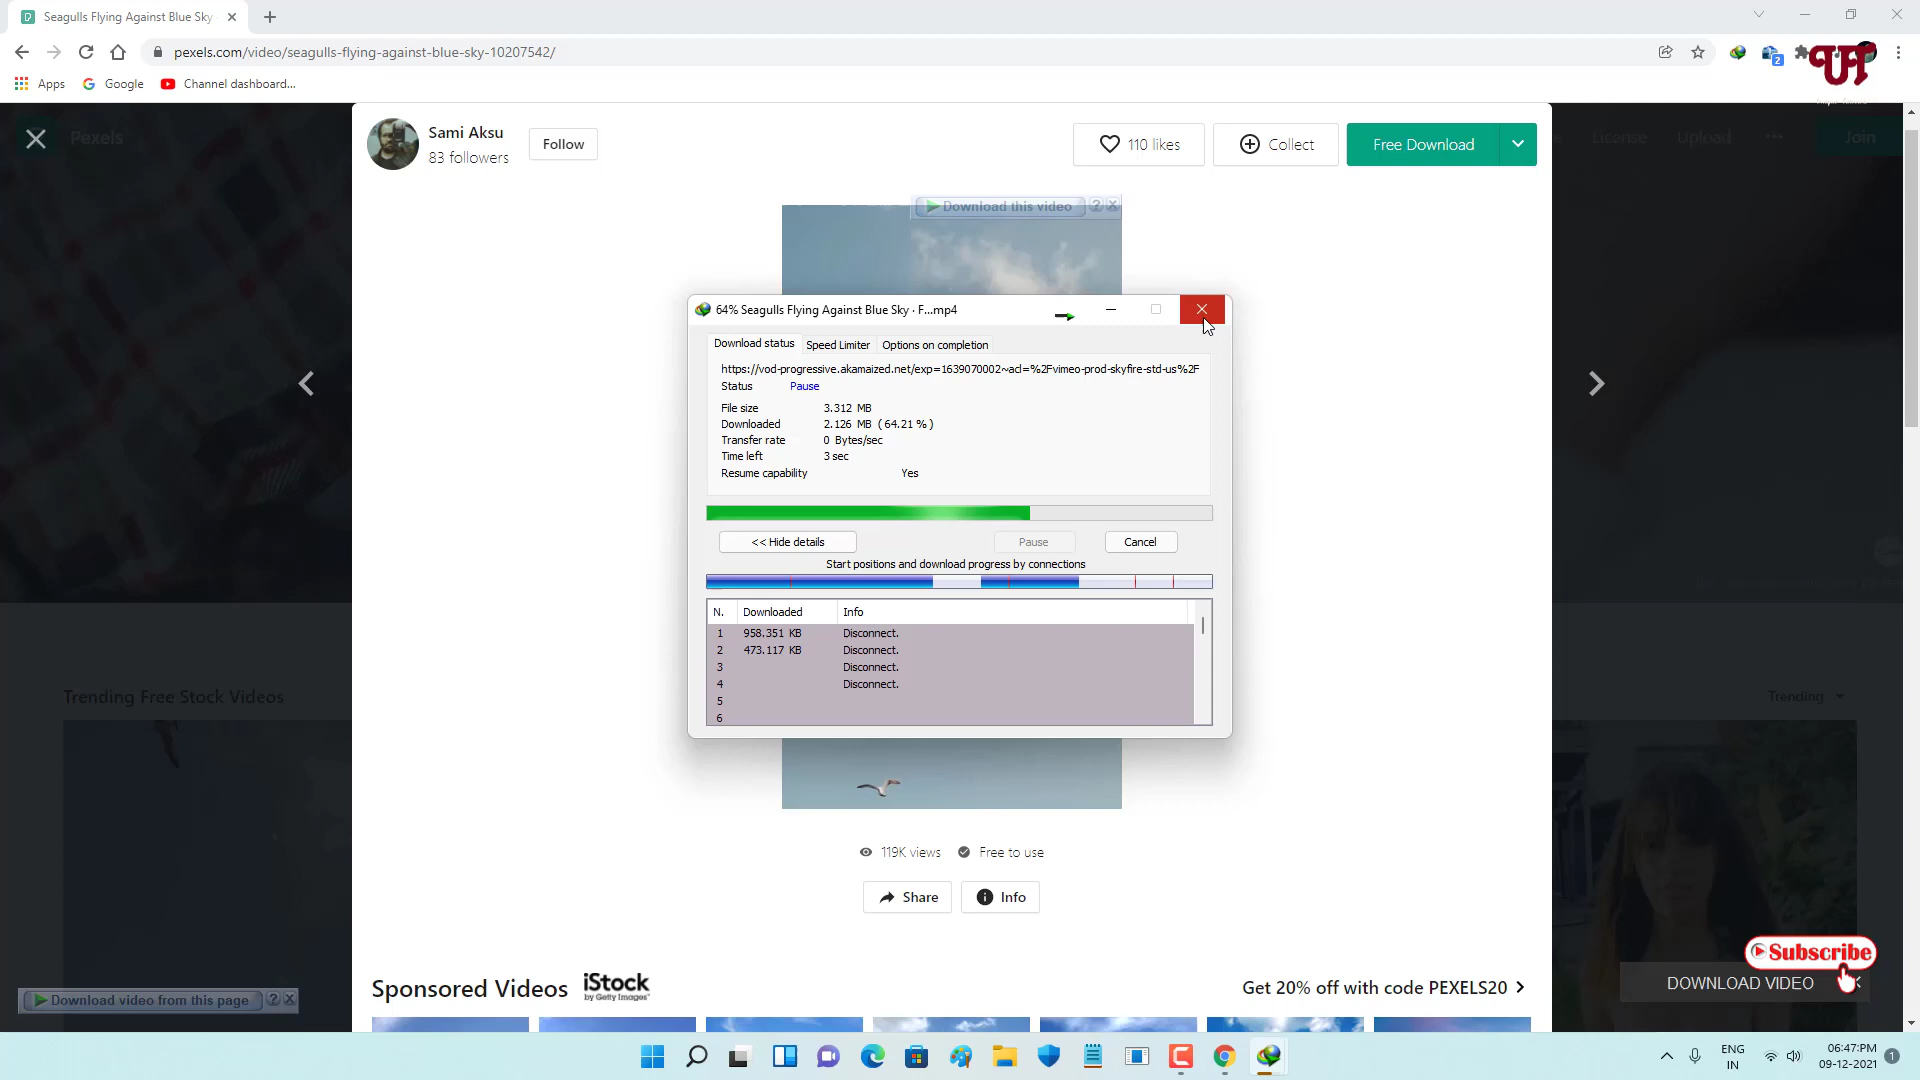 Seagulls Flying Against Blue Sky
pexels.com/video/seagulls-flying-against-blue-sky-10207542/
2
Apps
Google
Channel dashboard...
UT
Pexels
Sami Aksu
83 followers
Follow
110 likes
Collect
Free Download
License
Upload
Join
Download this video
?
64% Seagulls Flying Against Blue Sky · F...mp4
Download status
Speed Limiter
Options on completion
https://vod-progressive.akamaized.net/exp=1639070002~acl=%2Fvimeo-prod-skyfire-std-us%2F
Status Pause
File size 3.312 MB
Downloaded 2.126 MB ( 64.21 % )
Transfer rate 0 Bytes/sec
Time left 3 sec
Resume capability Yes
<< Hide details
Pause
Cancel
Start positions and download progress by connections
N. Downloaded Info
1 958.351 KB Disconnect.
2 473.117 KB Disconnect.
3 Disconnect.
4 Disconnect.
5
6
Trending Free Stock Videos
Trending
119K views
Free to use
Share
Info
Subscribe
DOWNLOAD VIDEO
Sponsored Videos
iStock
by Getty Images
Get 20% off with code PEXELS20
Download video from this page
?
ENG
IN
06:47:PM
09-12-2021
1